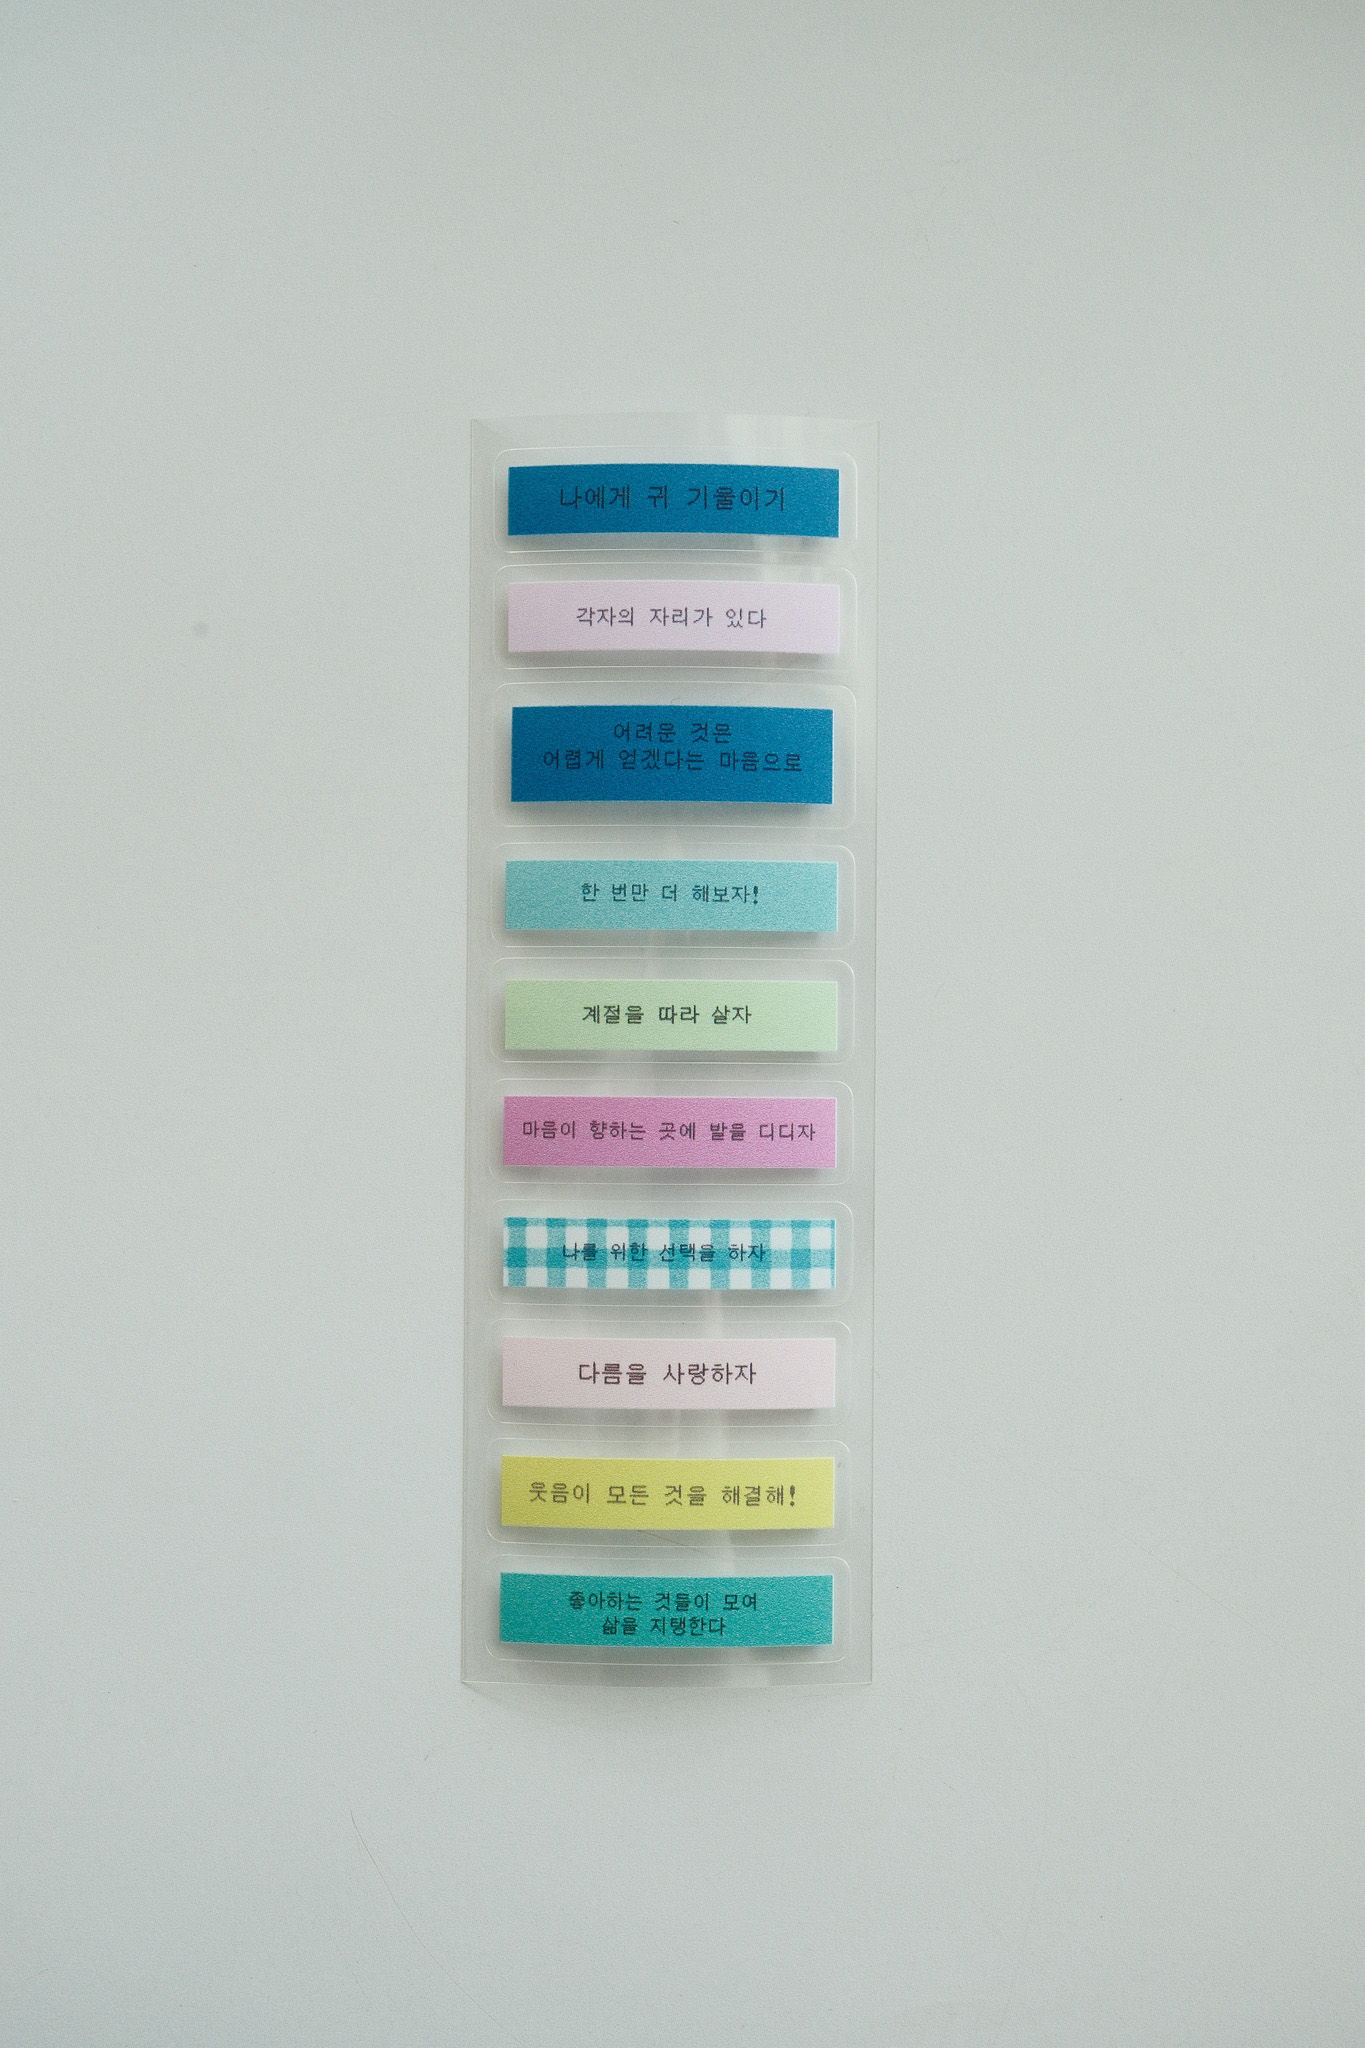 나에게 귀 기울이기
각자의 자리가 있다
어려운 것은
어렵게 얻겠다는 마음으로
한 번만 더 해보자!
계절을 따라 살자
마음이 향하는 곳에 발을 디디자
나를 위한 선택을 하자
다름을 사랑하자
웃음이 모든 것을 해결해!
좋아하는 것들이 모여
삶을 지탱한다